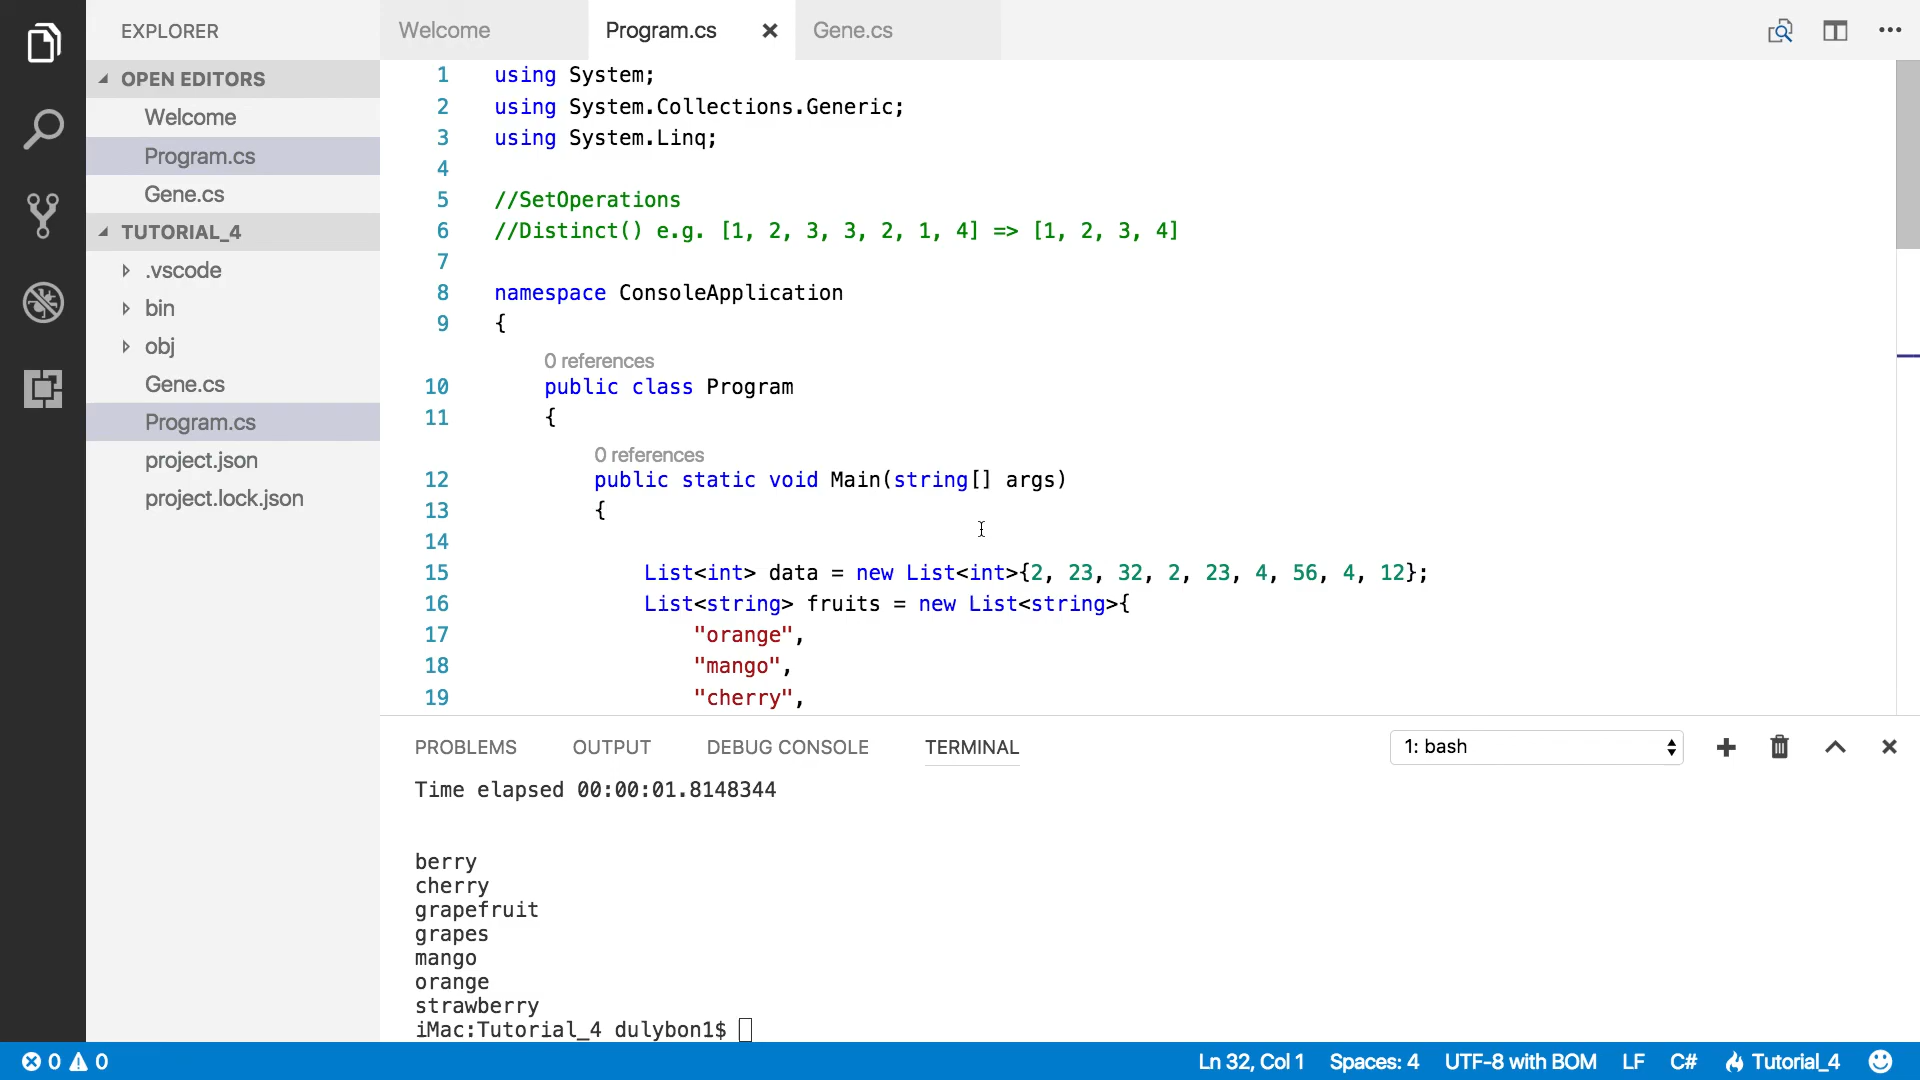 EXPLORER
OPEN EDITORS
Welcome
Program.cs
Gene.cs
TUTORIAL_4
.vscode
bin
obj
Gene.cs
Program.cs
project.json
project.lock.json
Welcome
Program.cs
Gene.cs
1 using System;
2 using System.Collections.Generic;
3 using System.Linq;
4
5 //SetOperations
6 //Distinct() e.g. [1, 2, 3, 3, 2, 1, 4] => [1, 2, 3, 4]
7
8 namespace ConsoleApplication
9 {
0 references
10 public class Program
11 {
0 references
12 public static void Main(string[] args)
13 {
14
15 List<int> data = new List<int>{2, 23, 32, 2, 23, 4, 56, 4, 12};
16 List<string> fruits = new List<string>{
17 "orange",
18 "mango",
19 "cherry",
PROBLEMS OUTPUT DEBUG CONSOLE TERMINAL 1: bash
Time elapsed 00:00:01.8148344
berry
cherry
grapefruit
grapes
mango
orange
strawberry
iMac:Tutorial_4 dulybon1$
0 0 Ln 32, Col 1 Spaces: 4 UTF-8 with BOM LF C# Tutorial_4